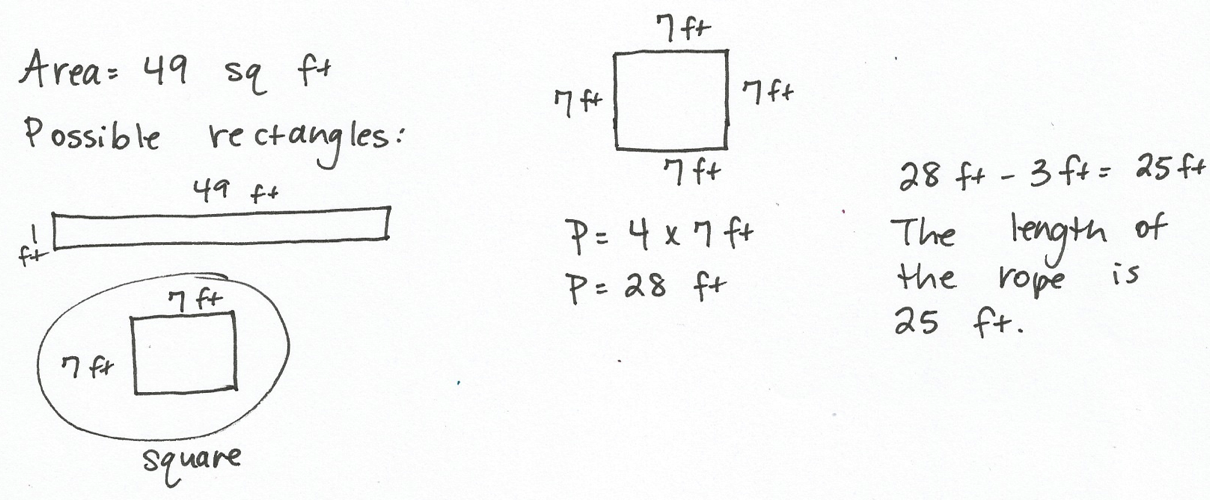 Area= 49 sq ft
Possible rectangles:
49 ft
1
ft
7 ft
7 ft
square
7 ft
7 ft
7 ft
7 ft
P= 4 x 7 ft
P= 28 ft
28 ft - 3 ft = 25 ft
The length of
the rope is
25 ft.